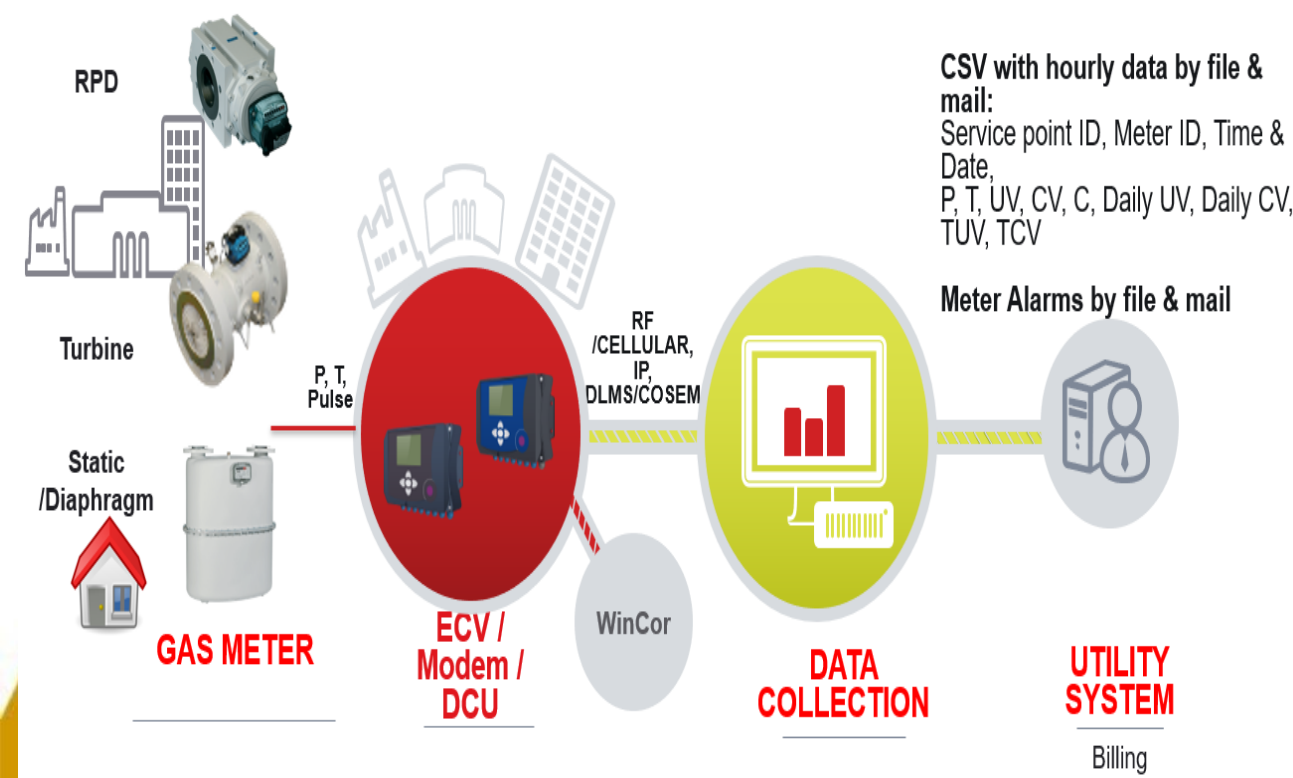 RPD
Turbine
Static
/Diaphragm
GAS METER
P, T,
Pulse
ECV /
Modem /
DCU
RF
/CELLULAR,
IP,
DLMS/COSEM
WinCor
DATA
COLLECTION
CSV with hourly data by file &
mail:
Service point ID, Meter ID, Time &
Date,
P, T, UV, CV, C, Daily UV, Daily CV,
TUV, TCV
Meter Alarms by file & mail
UTILITY
SYSTEM
Billing